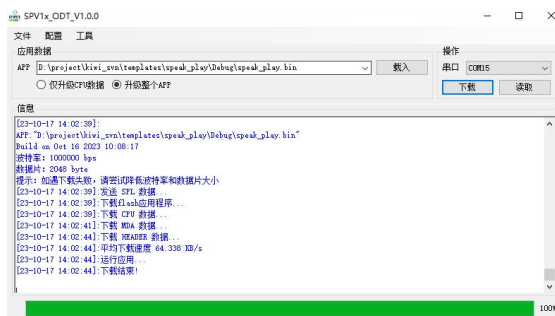 SPV1x_ODT_V1.0.0
文件 配置 工具
应用数据
APP D:\project\kiwi_svn\templates\speak_play\Debug\speak_play.bin 载入
仅升级CPU数据 升级整个APP
操作
串口 COM15
下载 读取
信息
[23-10-17 14:02:39]:
APP:"D:\project\kiwi_svn\templates\speak_play\Debug\speak_play.bin"
Build on Oct 16 2023 10:08:17
波特率: 1000000 bps
数据片: 2048 byte
提示: 如遇下载失败, 请尝试降低波特率和数据片大小
[23-10-17 14:02:39]:发送 SPL 数据...
[23-10-17 14:02:39]:下载flash应用程序...
[23-10-17 14:02:39]:下载 CPU 数据...
[23-10-17 14:02:41]:下载 MDA 数据...
[23-10-17 14:02:44]:下载 HEADER 数据...
[23-10-17 14:02:44]:平均下载速度 64.338 KB/s
[23-10-17 14:02:44]:运行应用...
[23-10-17 14:02:44]:下载结束!
100%